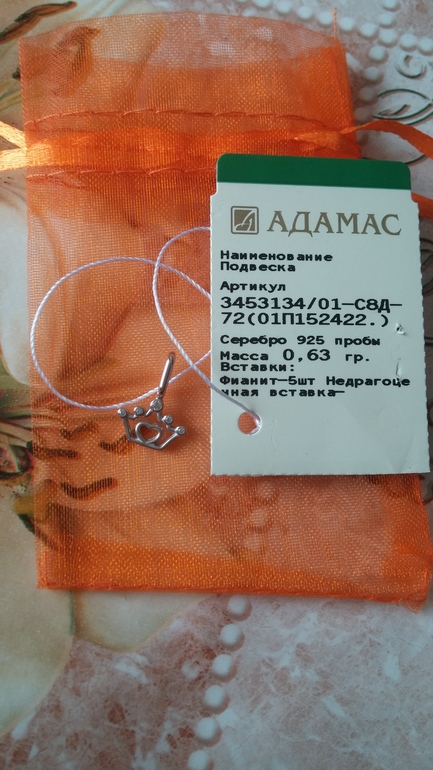 АДАМАС
Наименование
Подвеска
Артикул
3453134/01-С8Д-
72(01П152422.)
Серебро 925 пробы
Масса 0,63 гр.
Вставки:
Фианит-5шт Недрагоце
нная вставка-